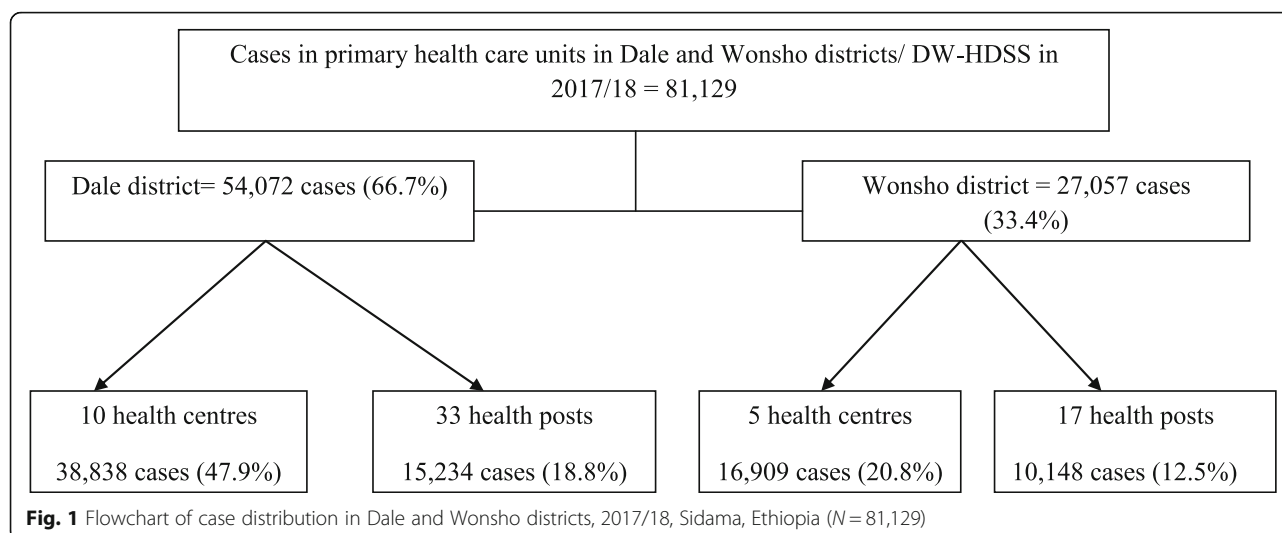 Cases in primary health care units in Dale and Wonsho districts/ DW-HDSS in
2017/18 = 81,129
Dale district= 54,072 cases (66.7%)
Wonsho district = 27,057 cases
(33.4%)
10 health centres
38,838 cases (47.9%)
33 health posts
15,234 cases (18.8%)
5 health centres
16,909 cases (20.8%)
17 health posts
10,148 cases (12.5%)
Fig. 1 Flowchart of case distribution in Dale and Wonsho districts, 2017/18, Sidama, Ethiopia (N = 81,129)